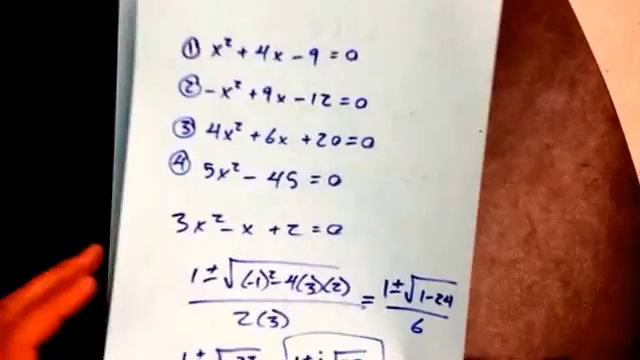 ① x² + 4x - 9 = 0
② -x² + 9x - 12 = 0
③ 4x² + 6x + 20 = 0
④ 5x² - 45 = 0
3x² - x + 2 = 0
1 ± √(-1)² - 4(3)(2) / 2(3) = 1 ± √1-24 / 6